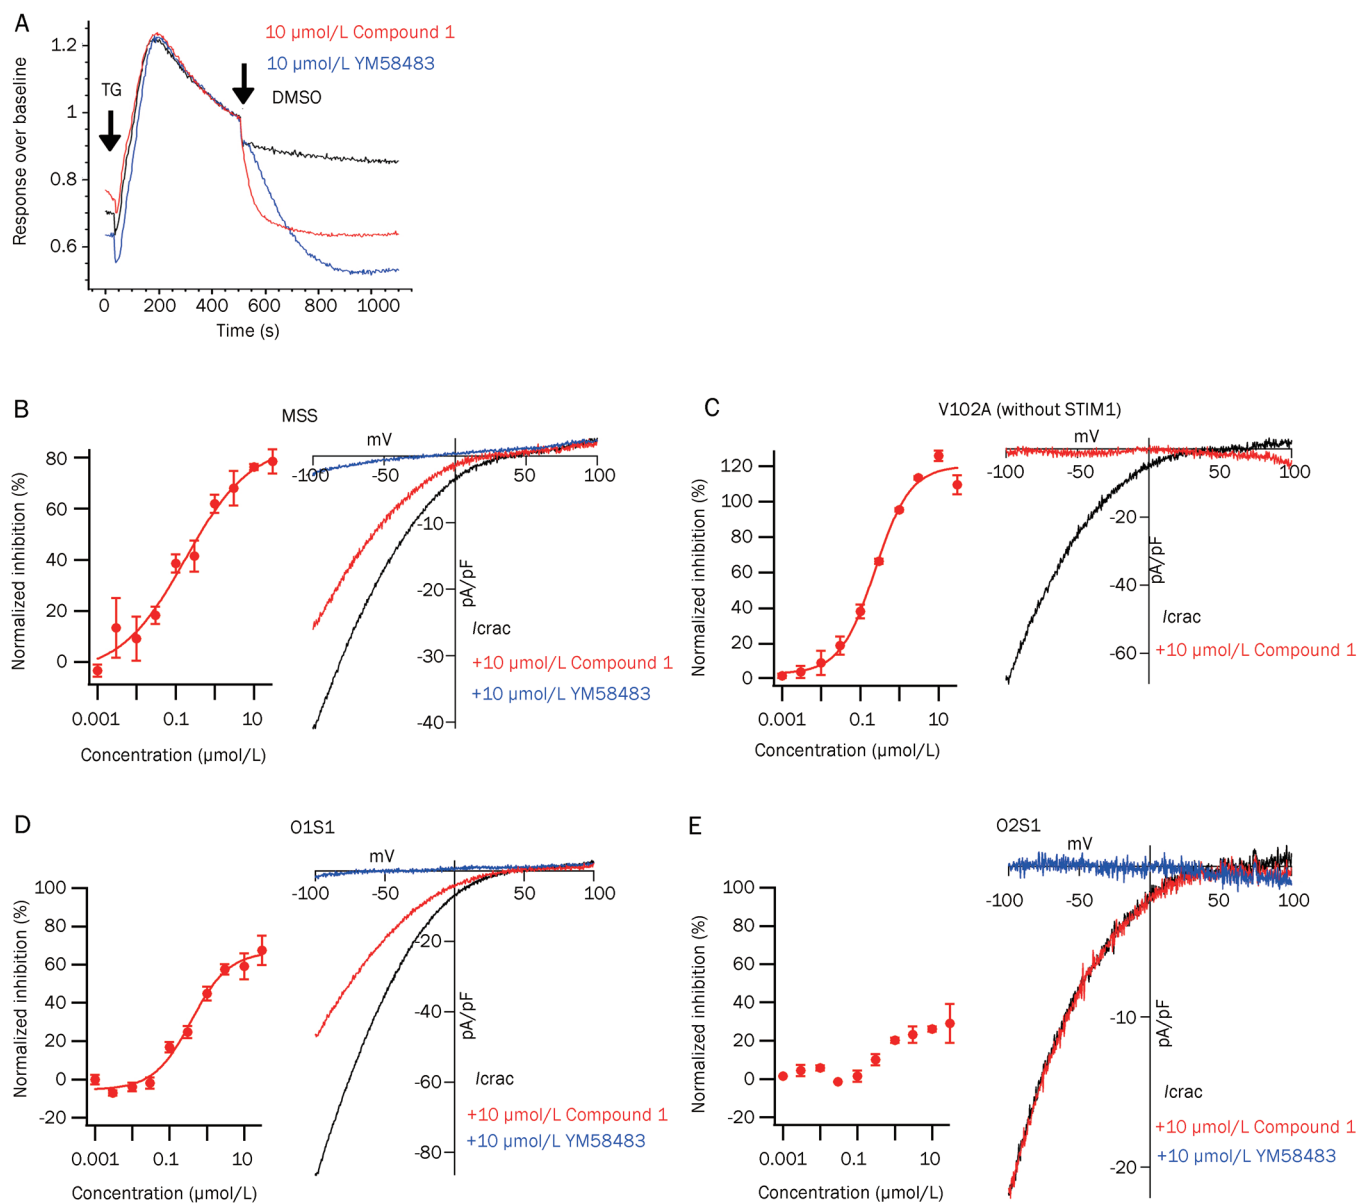 A
10 µmol/L Compound 1
10 µmol/L YM58483
TG
DMSO
Response over baseline
1.2
1
0.8
0.6
0 200 400 600 800 1000
Time (s)
B
MSS
Normalized inhibition (%)
80
60
40
20
0
0.001 0.1 10
Concentration (µmol/L)
mV
-100 -50 50 100
-10
-20
-30
-40
pA/pF
Icrac
+10 µmol/L Compound 1
+10 µmol/L YM58483
C
V102A (without STIM1)
Normalized inhibition (%)
120
100
80
60
40
20
0
0.001 0.1 10
Concentration (µmol/L)
mV
-100 -50 50 100
-20
-40
-60
pA/pF
Icrac
+10 µmol/L Compound 1
D
O1S1
Normalized inhibition (%)
100
80
60
40
20
0
-20
0.001 0.1 10
Concentration (µmol/L)
mV
-100 -50 50 100
-20
-40
-60
-80
pA/pF
Icrac
+10 µmol/L Compound 1
+10 µmol/L YM58483
E
O2S1
Normalized inhibition (%)
100
80
60
40
20
0
-20
0.001 0.1 10
Concentration (µmol/L)
mV
-100 -50 50 100
-10
-20
pA/pF
Icrac
+10 µmol/L Compound 1
+10 µmol/L YM58483